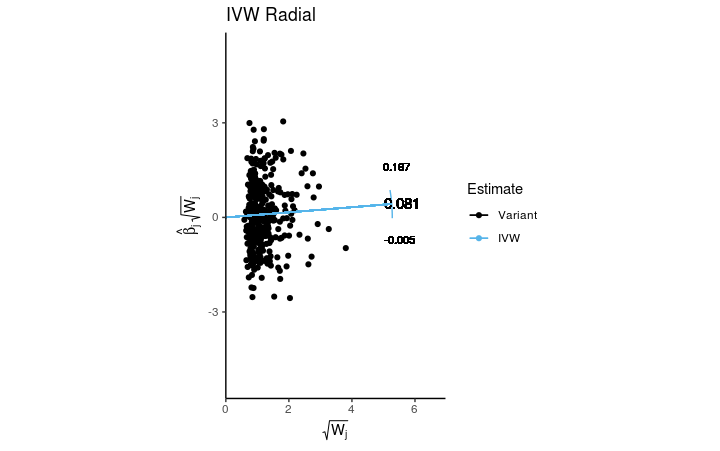 IVW Radial
3
0
-3
β̂j√Wj
0.167
0.081
-0.005
0
2
4
6
√Wj
Estimate
Variant
IVW